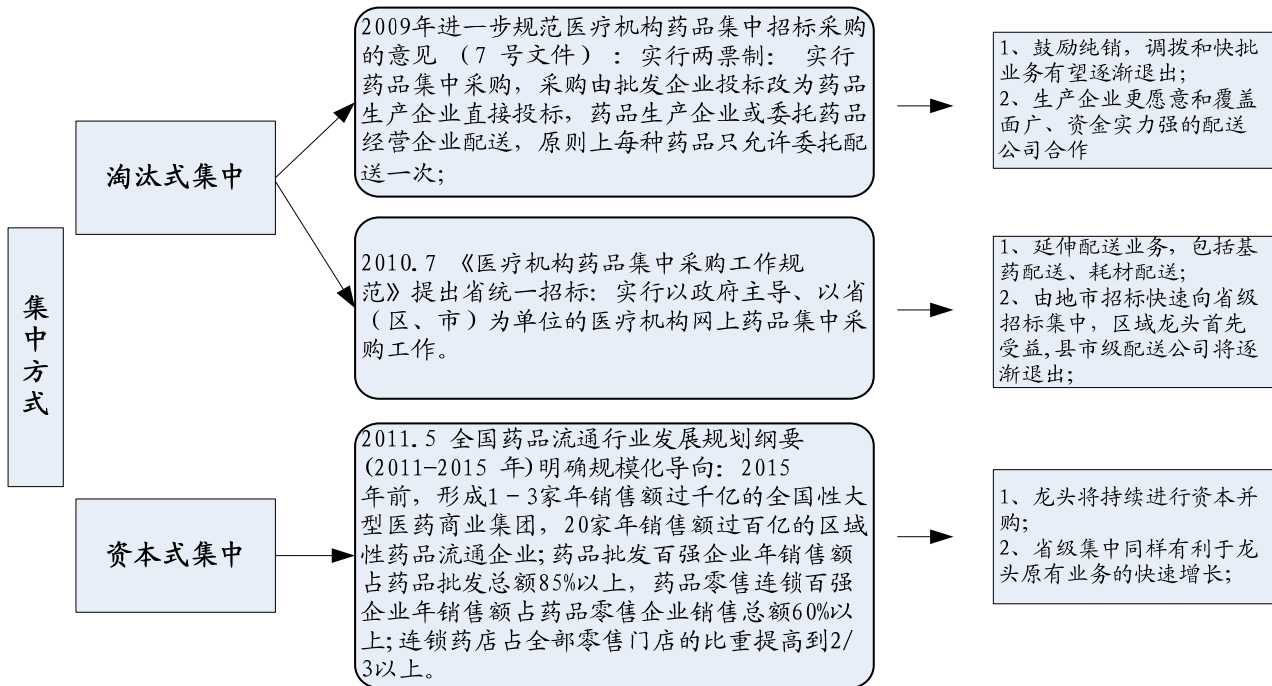 集中方式
淘汰式集中
2009年进一步规范医疗机构药品集中招标采购
的意见 （7 号文件）：实行两票制： 实行
药品集中采购，采购由批发企业投标改为药品
生产企业直接投标，药品生产企业或委托药品
经营企业配送，原则上每种药品只允许委托配
送一次；
1、鼓励纯销，调拨和快批
业务有望逐渐退出；
2、生产企业更愿意和覆盖
面广、资金实力强的配送
公司合作
2010.7 《医疗机构药品集中采购工作规
范》提出省统一招标：实行以政府主导、以省
（区、市）为单位的医疗机构网上药品集中采
购工作。
1、延伸配送业务，包括基
药配送、耗材配送；
2、由地市招标快速向省级
招标集中，区域龙头首先
受益,县市级配送公司将逐
渐退出；
资本式集中
2011.5 全国药品流通行业发展规划纲要
(2011-2015 年)明确规模化导向：2015
年前，形成1－3家年销售额过千亿的全国性大
型医药商业集团，20家年销售额过百亿的区域
性药品流通企业；药品批发百强企业年销售额
占药品批发总额85%以上，药品零售连锁百强
企业年销售额占药品零售企业销售总额60%以
上；连锁药店占全部零售门店的比重提高到2/
3以上。
1、龙头将持续进行资本并
购；
2、省级集中同样有利于龙
头原有业务的快速增长；